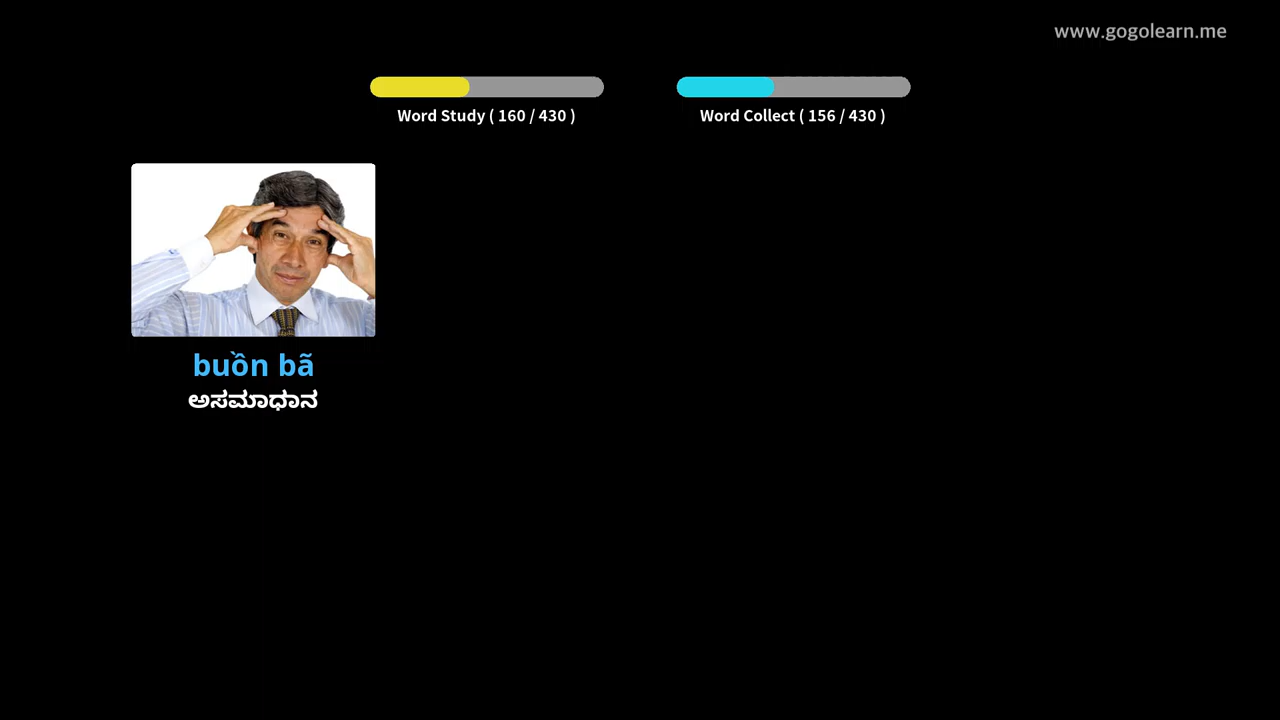 www.gogolearn.me
Word Study ( 160 / 430 )
Word Collect ( 156 / 430 )
buồn bã
ಅಸಮಾಧಾನ